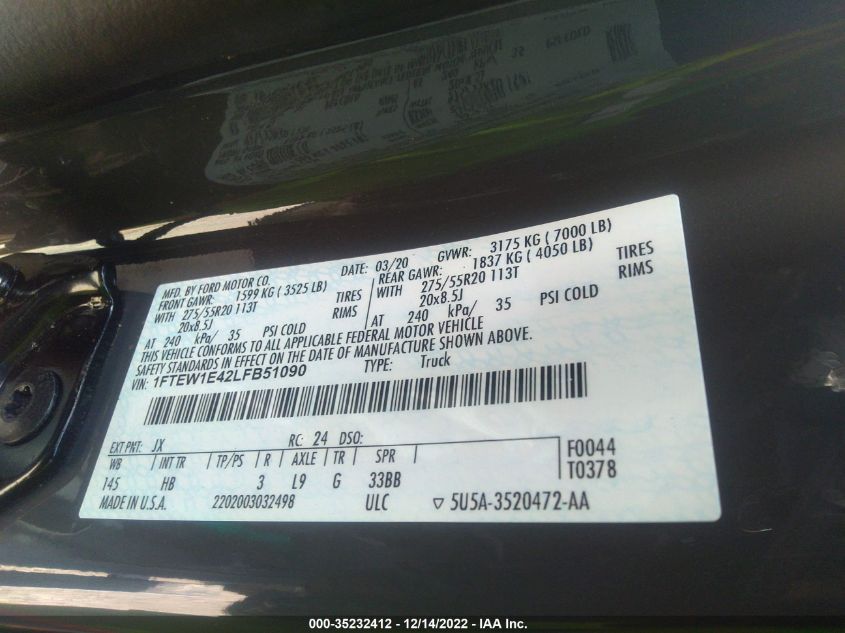 MFD. BY FORD MOTOR CO. DATE: 03/20 GVWR: 3175 KG ( 7000 LB)
FRONT GAWR: 1599 KG ( 3525 LB) REAR GAWR: 1837 KG ( 4050 LB)
WITH 275/55R20 113T TIRES WITH 275/55R20 113T TIRES
20x8.5J RIMS 20x8.5J RIMS
AT 240 kPa/ 35 PSI COLD AT 240 kPa/ 35 PSI COLD
THIS VEHICLE CONFORMS TO ALL APPLICABLE FEDERAL MOTOR VEHICLE
SAFETY STANDARDS IN EFFECT ON THE DATE OF MANUFACTURE SHOWN ABOVE.
VIN: 1FTEW1E42LFB51090 TYPE: Truck
EXT PNT: JX RC: 24 DSO:
WB INT TR TP/PS R AXLE TR SPR F0044
145 HB 3 L9 G 33BB T0378
MADE IN U.S.A. 2202003032498 ULC ▽ 5U5A-3520472-AA
000-35232412 - 12/14/2022 - IAA Inc.